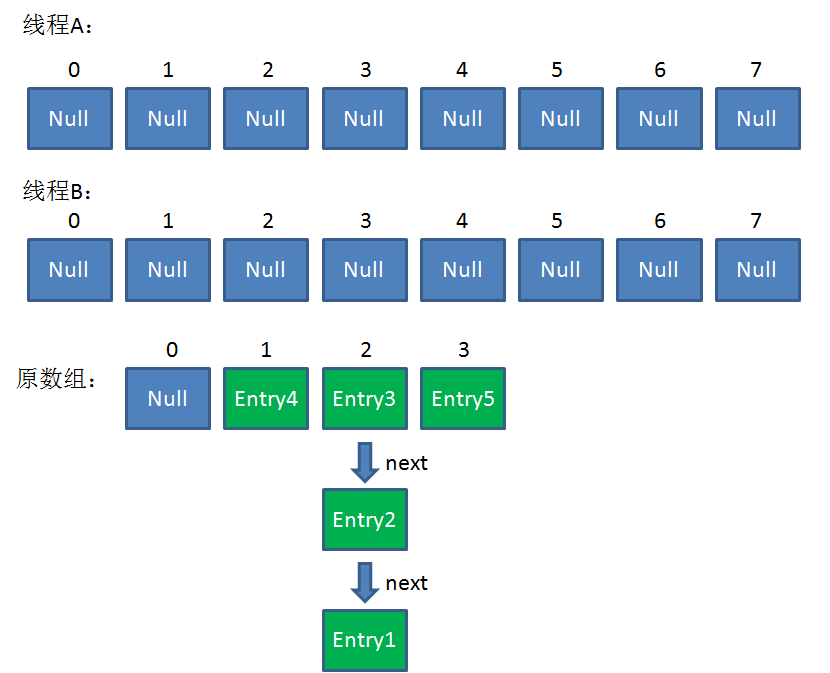 线程A：
0 1 2 3 4 5 6 7
Null Null Null Null Null Null Null Null
线程B：
0 1 2 3 4 5 6 7
Null Null Null Null Null Null Null Null
0 1 2 3
原数组： Null Entry4 Entry3 Entry5
next
Entry2
next
Entry1